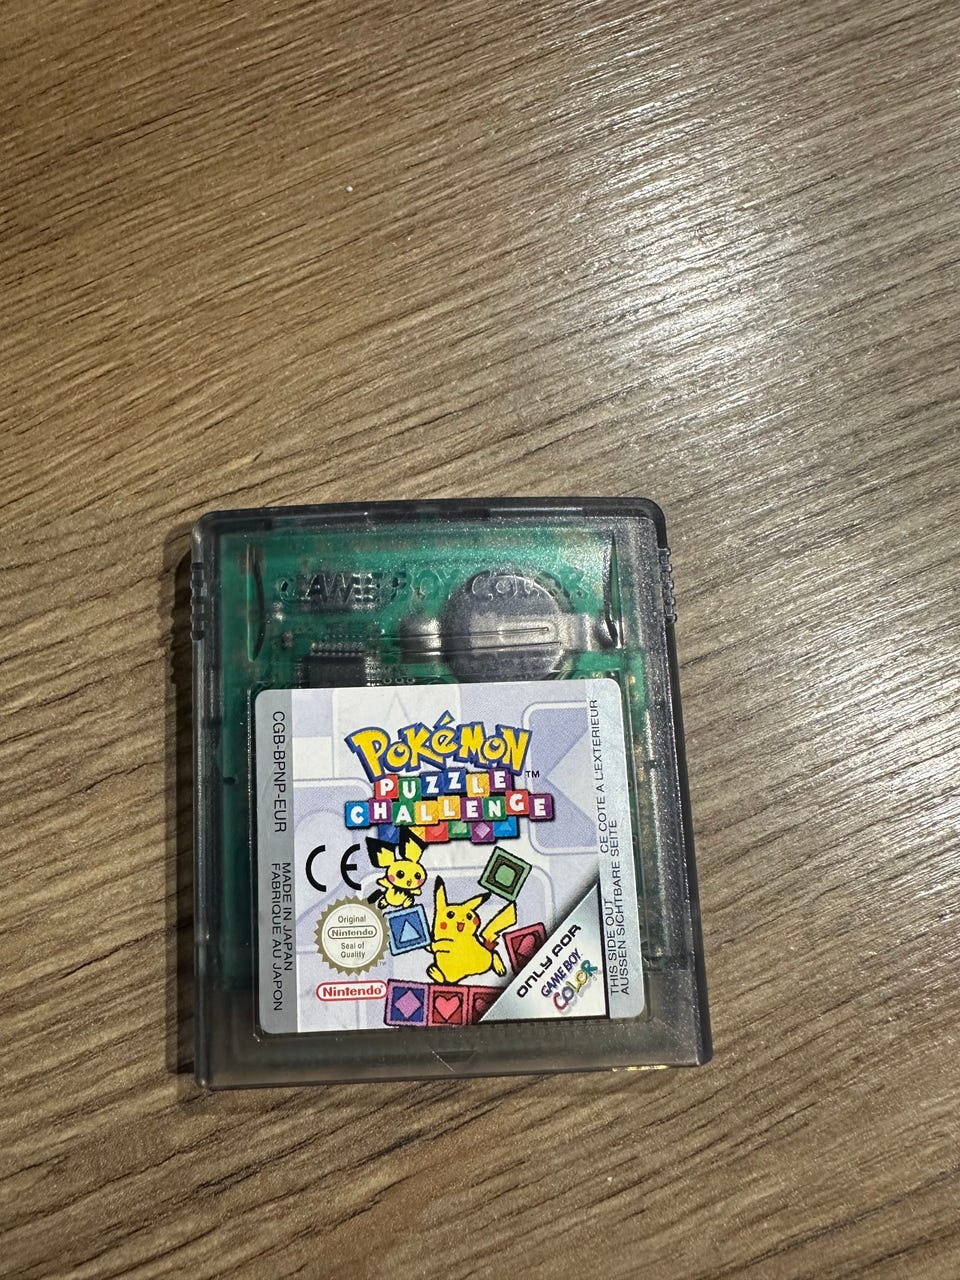 GAME BOY COLOR
POKéMON
PUZZLE
CHALLENGE
TM
CE
Original
Nintendo
Seal of
Quality
TM
Nintendo
ONLY FOR
GAME BOY
COLOR
CGB-BPNP-EUR
MADE IN JAPAN
FABRIQUE AU JAPON
THIS SIDE OUT CE COTE A L'EXTERIEUR
AUSSEN SICHTBARE SEITE